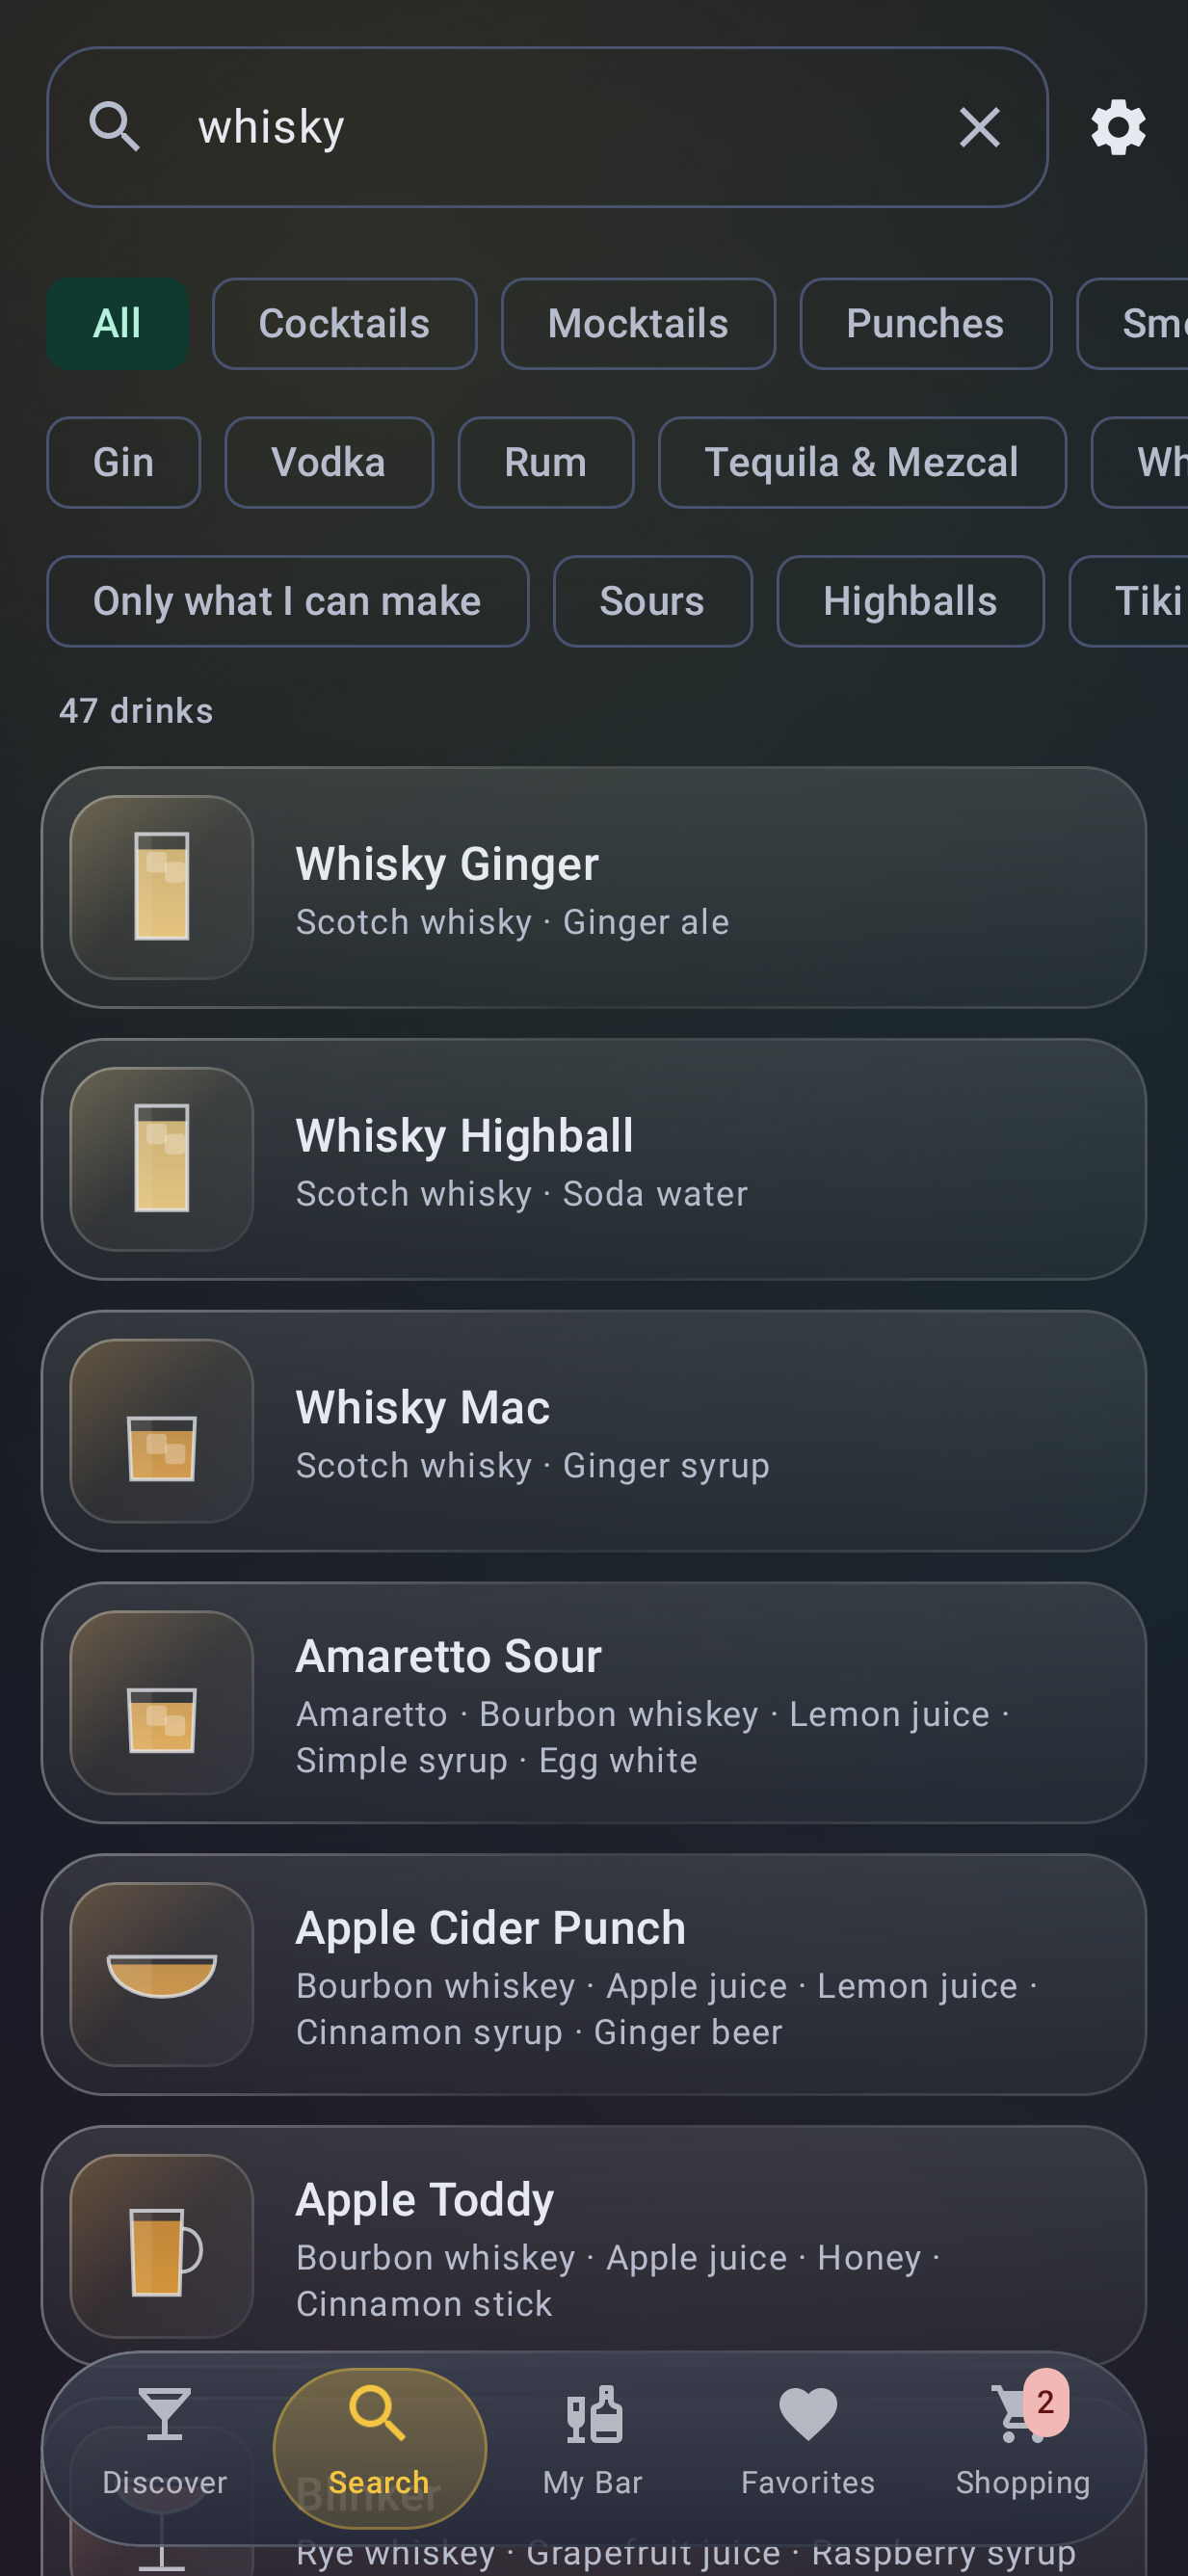 whisky
All
Cocktails
Mocktails
Punches
Gin
Vodka
Rum
Tequila & Mezcal
Only what I can make
Sours
Highballs
Tiki
47 drinks
Whisky Ginger
Scotch whisky · Ginger ale
Whisky Highball
Scotch whisky · Soda water
Whisky Mac
Scotch whisky · Ginger syrup
Amaretto Sour
Amaretto · Bourbon whiskey · Lemon juice ·
Simple syrup · Egg white
Apple Cider Punch
Bourbon whiskey · Apple juice · Lemon juice ·
Cinnamon syrup · Ginger beer
Apple Toddy
Bourbon whiskey · Apple juice · Honey ·
Cinnamon stick
2
Discover
Search
My Bar
Favorites
Shopping
Blinker
Rye whiskey · Grapefruit juice · Raspberry syrup